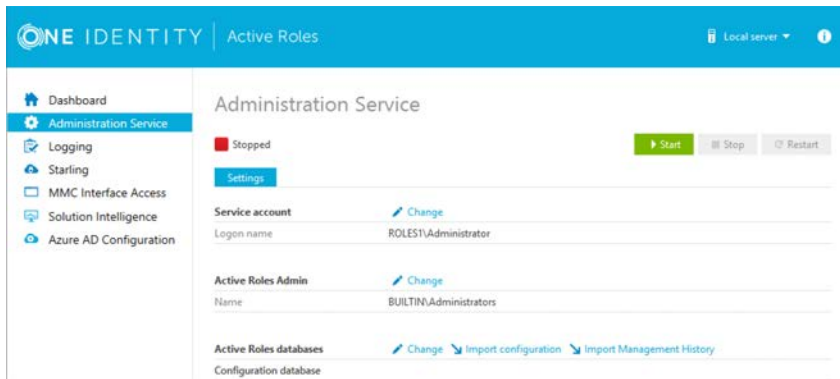 ONE IDENTITY Active Roles Local server
Dashboard
Administration Service
Logging
Starling
MMC Interface Access
Solution Intelligence
Azure AD Configuration
Administration Service
Stopped Start Stop Restart
Settings
Service account Change
Logon name ROLES1\Administrator
Active Roles Admin Change
Name BUILTIN\Administrators
Active Roles databases Change Import configuration Import Management History
Configuration database